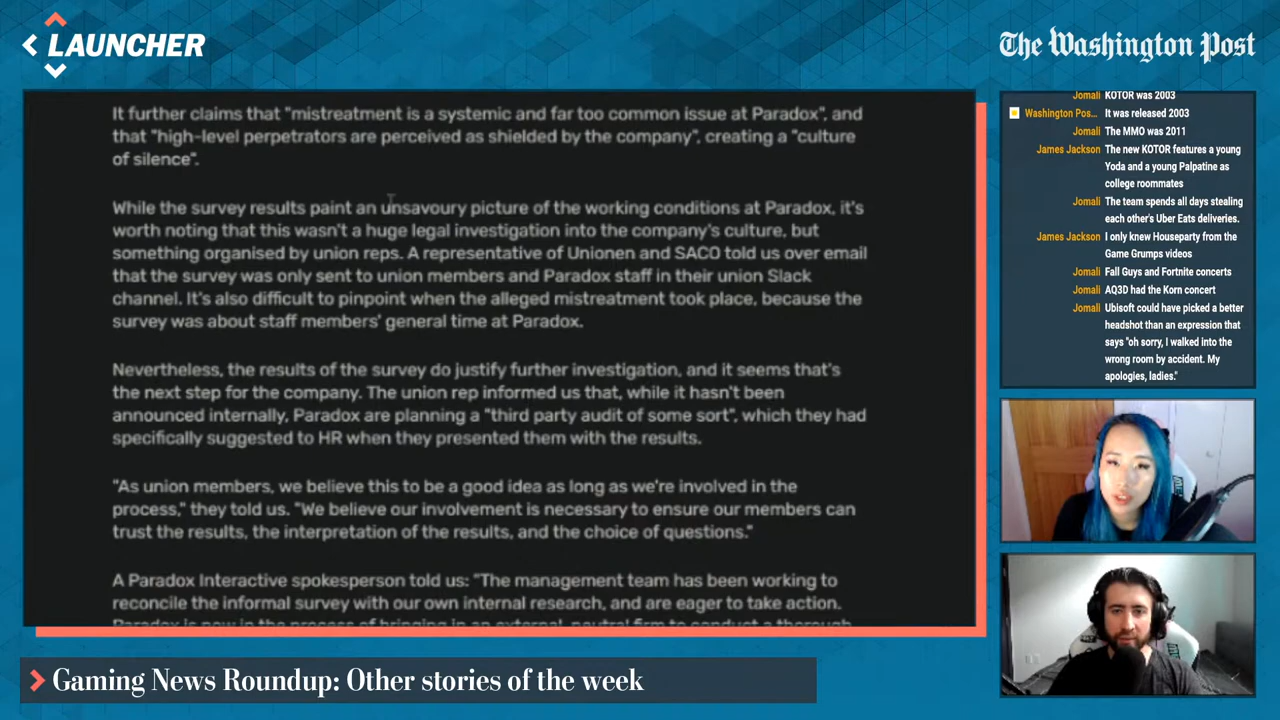 LAUNCHER
The Washington Post
It further claims that "mistreatment is a systemic and far too common issue at Paradox", and
that "high-level perpetrators are perceived as shielded by the company", creating a "culture
of silence".
While the survey results paint an unsavoury picture of the working conditions at Paradox, it's
worth noting that this wasn't a huge legal investigation into the company's culture, but
something organised by union reps. A representative of Unionen and SACO told us over email
that the survey was only sent to union members and Paradox staff in their union Slack
channel. It's also difficult to pinpoint when the alleged mistreatment took place, because the
survey was about staff members' general time at Paradox.
Nevertheless, the results of the survey do justify further investigation, and it seems that's
the next step for the company. The union rep informed us that, while it hasn't been
announced internally, Paradox are planning a "third party audit of some sort", which they had
specifically suggested to HR when they presented them with the results.
"As union members, we believe this to be a good idea as long as we're involved in the
process," they told us. "We believe our involvement is necessary to ensure our members can
trust the results, the interpretation of the results, and the choice of questions."
A Paradox Interactive spokesperson told us: "The management team has been working to
reconcile the informal survey with our own internal research, and are eager to take action.
Paradox is now in the process of bringing in an external, neutral firm to conduct a thorough
Jomali KOTOR was 2003
Washington Pos... It was released 2003
Jomali The MMO was 2011
James Jackson The new KOTOR features a young
Yoda and a young Palpatine as
college roommates
Jomali The team spends all days stealing
each other's Uber Eats deliveries.
James Jackson I only knew Houseparty from the
Game Grumps videos
Jomali Fall Guys and Fortnite concerts
Jomali AQ3D had the Korn concert
Jomali Ubisoft could have picked a better
headshot than an expression that
says "oh sorry, I walked into the
wrong room by accident. My
apologies, ladies."
Gaming News Roundup: Other stories of the week